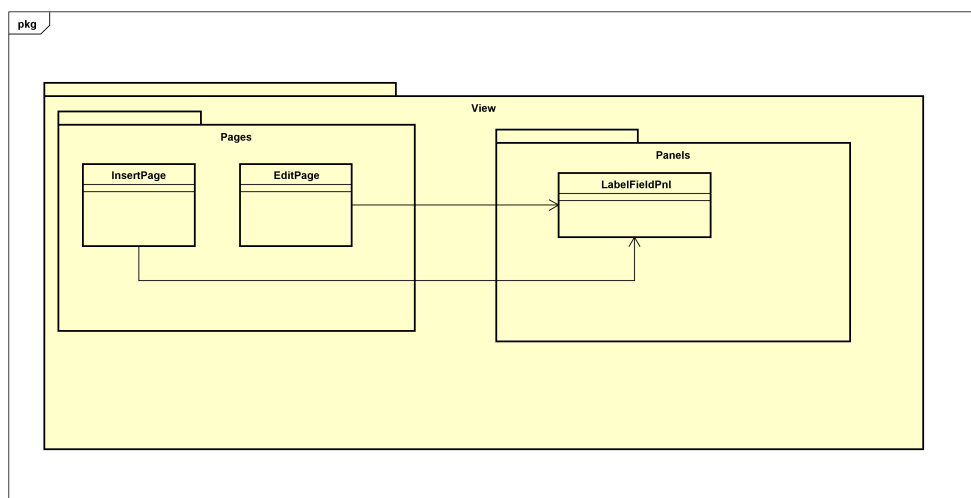 pkg
View
Pages
Panels
InsertPage
EditPage
LabelFieldPnl